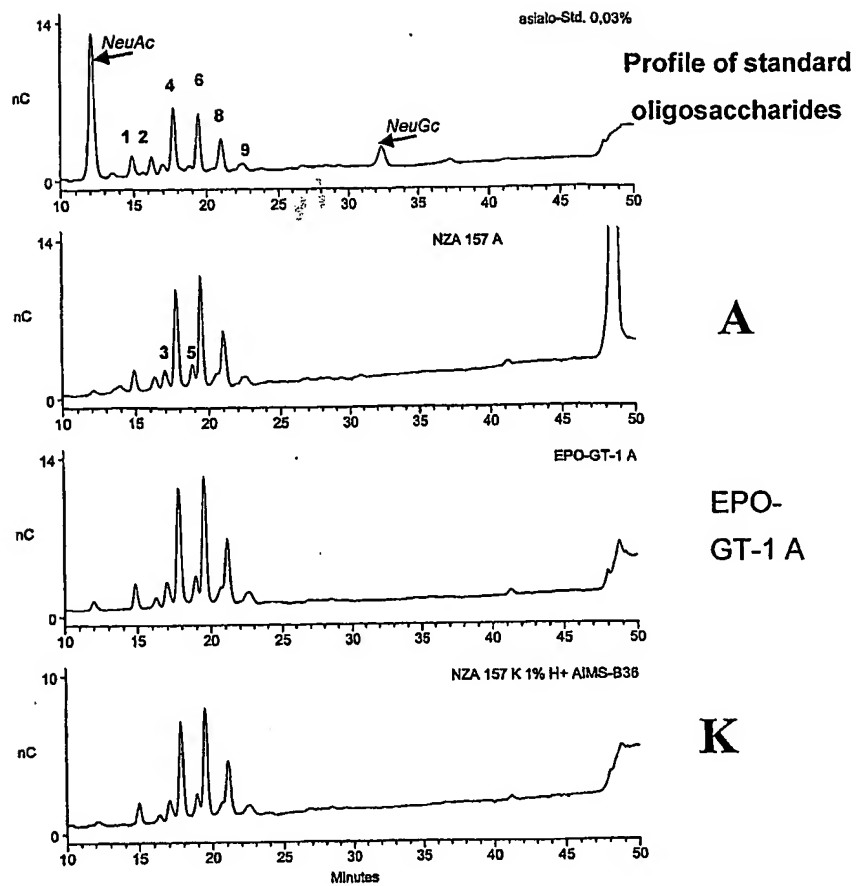 14
asialo-Std. 0,03%
NeuAc
4
6
Profile of standard
oligosaccharides
nC
8
NeuGc
1 2
9
0
10 15 20 25 30 35 40 45 50
14
NZA 157 A
nC
A
3 5
0
10 15 20 25 30 35 40 45 50
14
EPO-GT-1 A
nC
EPO-
GT-1 A
0
10 15 20 25 30 35 40 45 50
10
NZA 157 K 1% H+ AIMS-B36
nC
K
0
10 15 20 25 30 35 40 45 50
Minutes